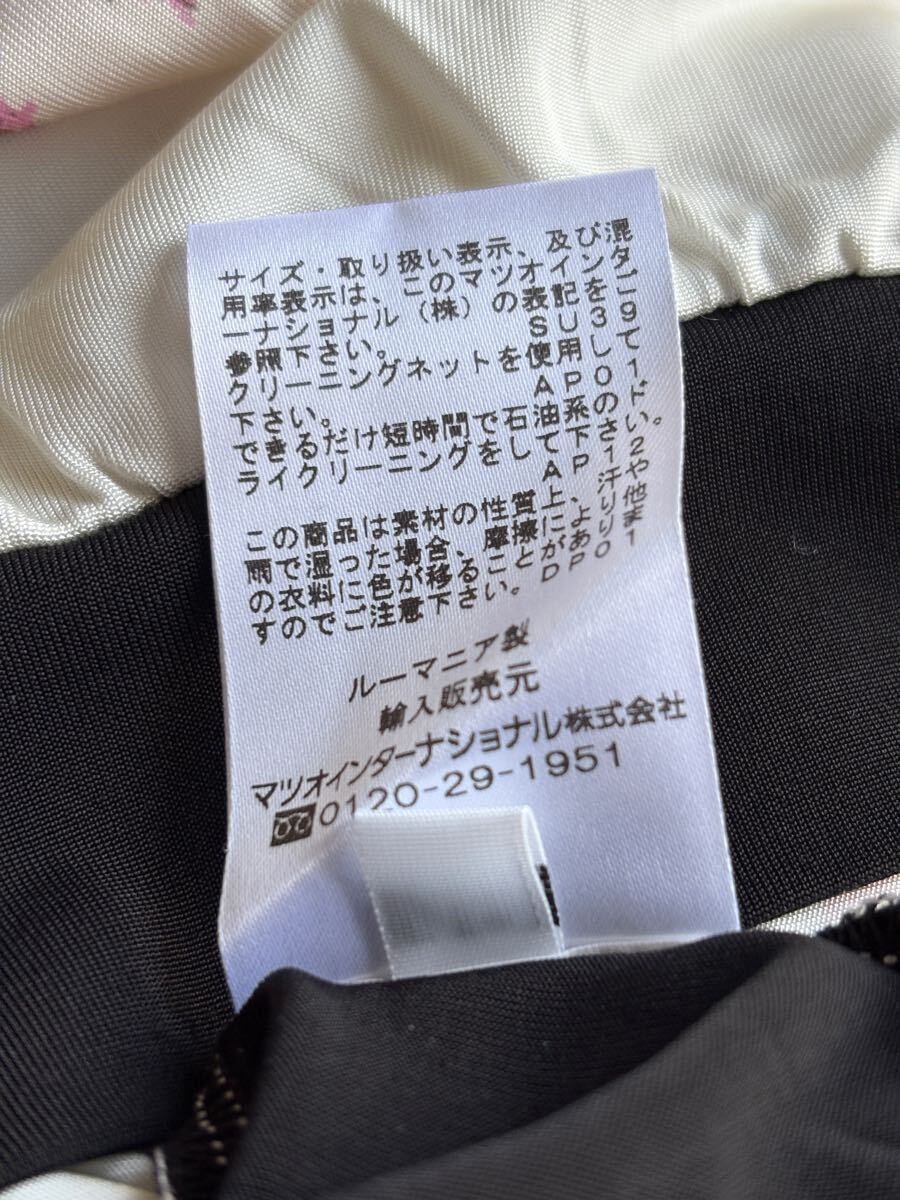 サイズ・取り扱い表示、及び混
用率表示は、このマツオインタ
ーナショナル（株）の表記をご
参照下さい。 SU39
クリーニングネットを使用して
下さい。 AP01
できるだけ短時間で石油系のド
ライクリーニングをして下さい。
AP12
この商品は素材の性質上、汗や
雨で湿った場合、摩擦により他
の衣料に色が移ることがありま
すのでご注意下さい。 DP01
ルーマニア製
輸入販売元
マツオインターナショナル株式会社
0120-29-1951